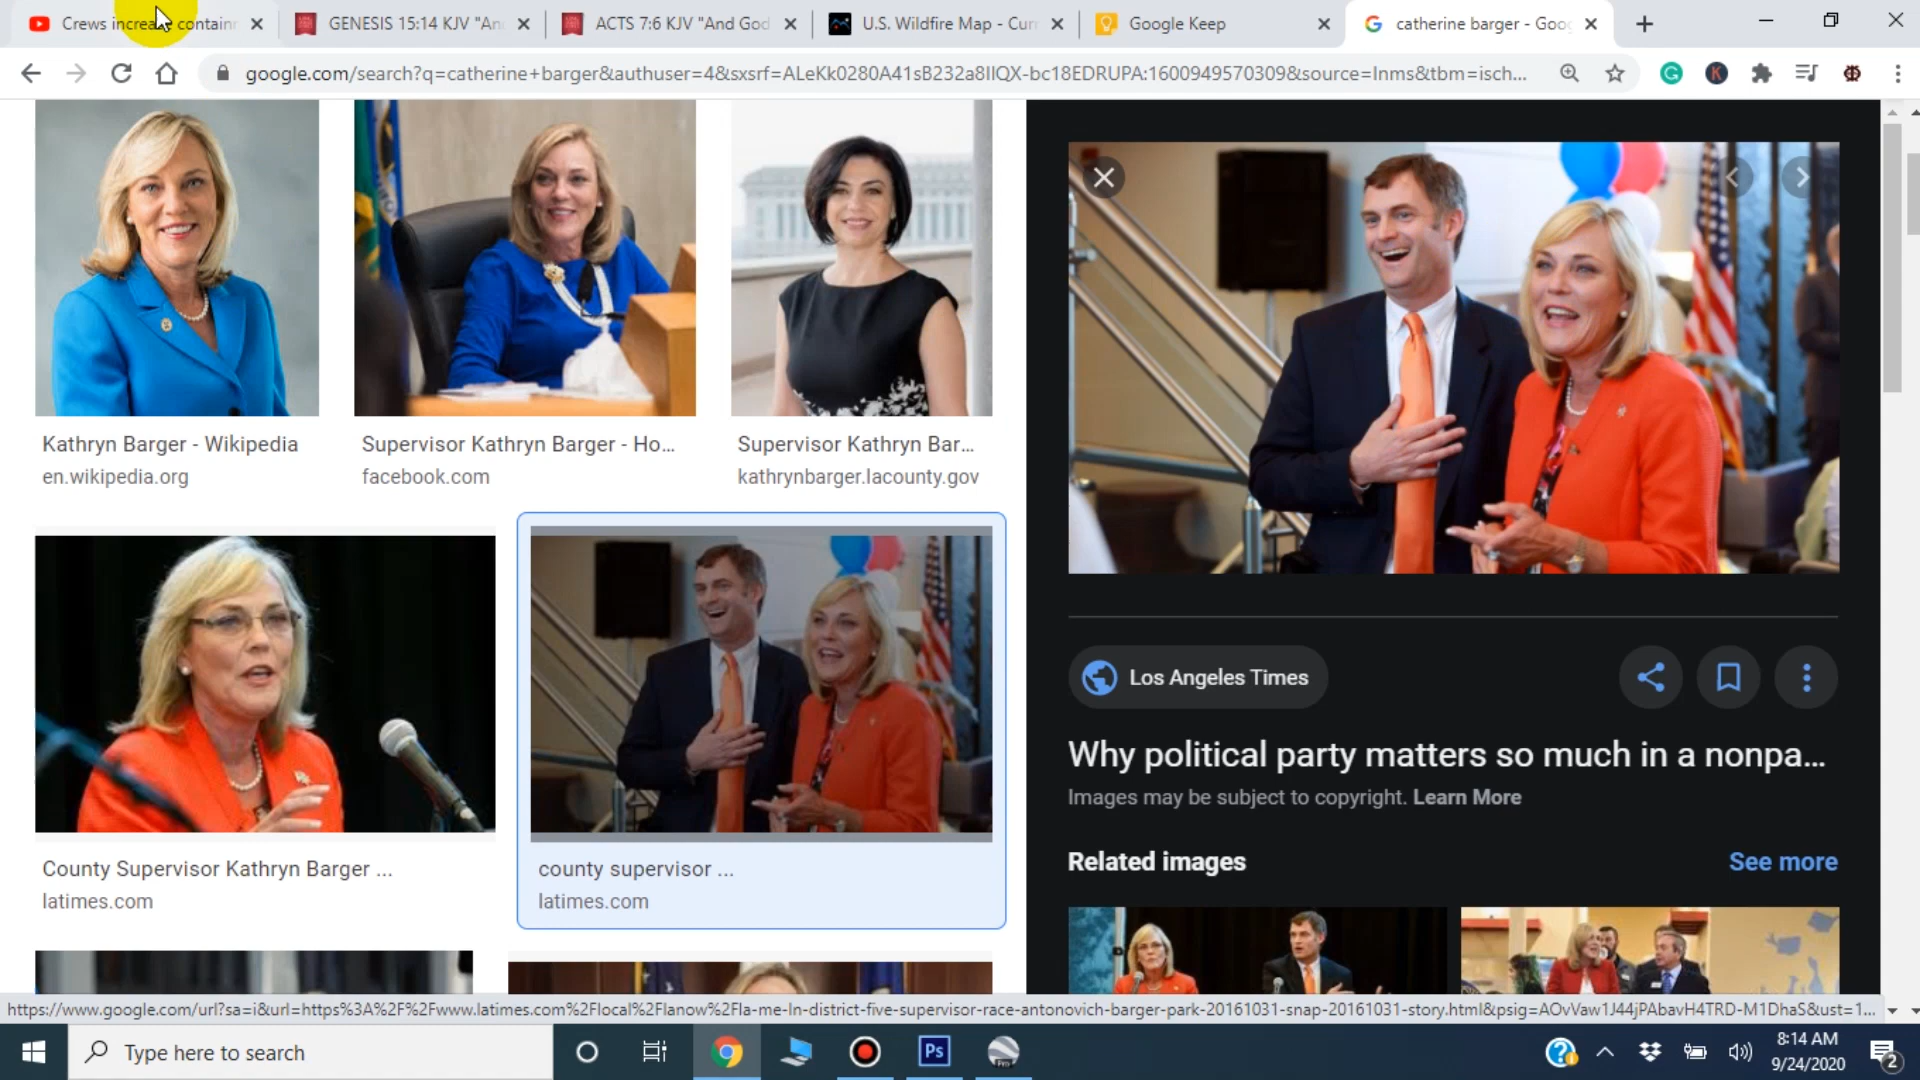 Crews increase containm
GENESIS 15:14 KJV "An
ACTS 7:6 KJV "And God
U.S. Wildfire Map - Curr
Google Keep
catherine barger - Goog
google.com/search?q=catherine+barger&authuser=4&sxsrf=ALeKk0280A41sB232a8IIQX-bc18EDRUPA:1600949570309&source=lnms&tbm=isch...
Kathryn Barger - Wikipedia
en.wikipedia.org
Supervisor Kathryn Barger - Ho...
facebook.com
Supervisor Kathryn Bar...
kathrynbarger.lacounty.gov
County Supervisor Kathryn Barger ...
latimes.com
county supervisor ...
latimes.com
Los Angeles Times
Why political party matters so much in a nonpa...
Images may be subject to copyright. Learn More
Related images
See more
https://www.google.com/url?sa=i&url=https%3A%2F%2Fwww.latimes.com%2Flocal%2Flanow%2Fla-me-ln-district-five-supervisor-race-antonovich-barger-park-20161031-snap-20161031-story.html&psig=AOvVaw1J44jPAbavH4TRD-M1DhaS&ust=1...
Type here to search
Ps
8:14 AM
9/24/2020
2